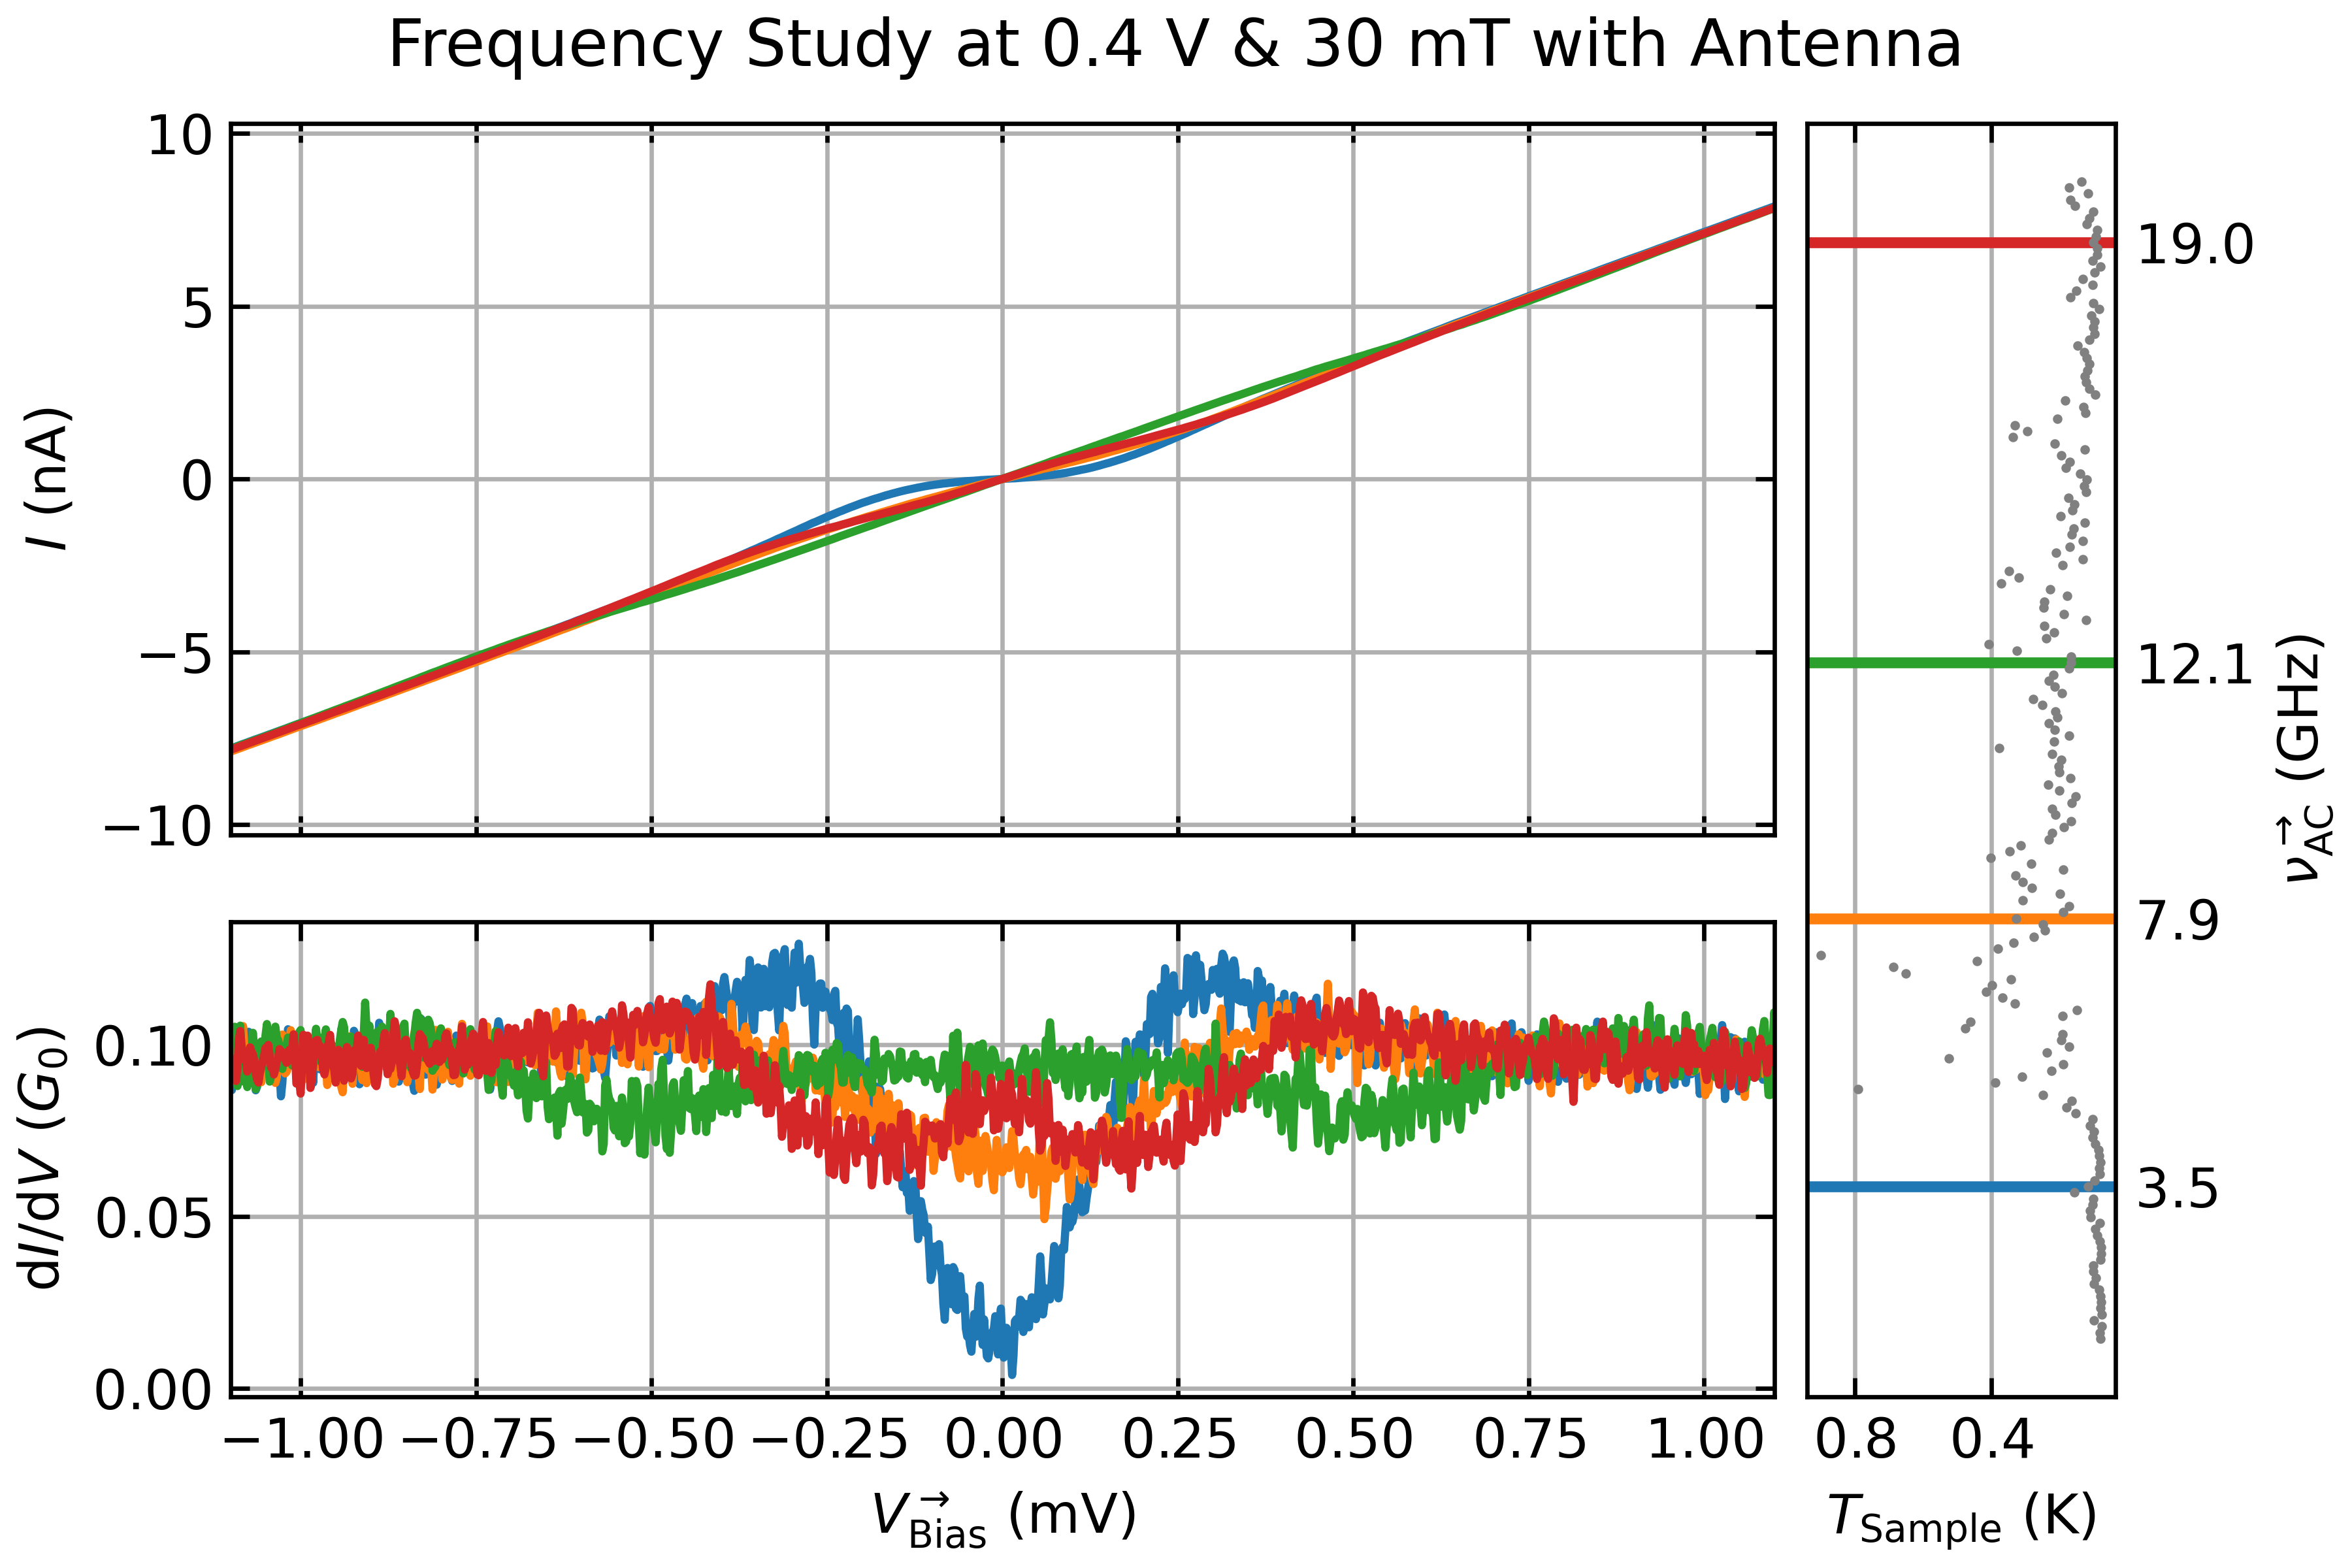 Frequency Study at 0.4 V & 30 mT with Antenna
10
5
0
−5
−10
I (nA)
0.10
0.05
0.00
dI/dV (G₀)
−1.00 −0.75 −0.50 −0.25 0.00 0.25 0.50 0.75 1.00
V→Bias (mV)
19.0
12.1
7.9
3.5
ν→AC (GHz)
0.8 0.4
TSample (K)